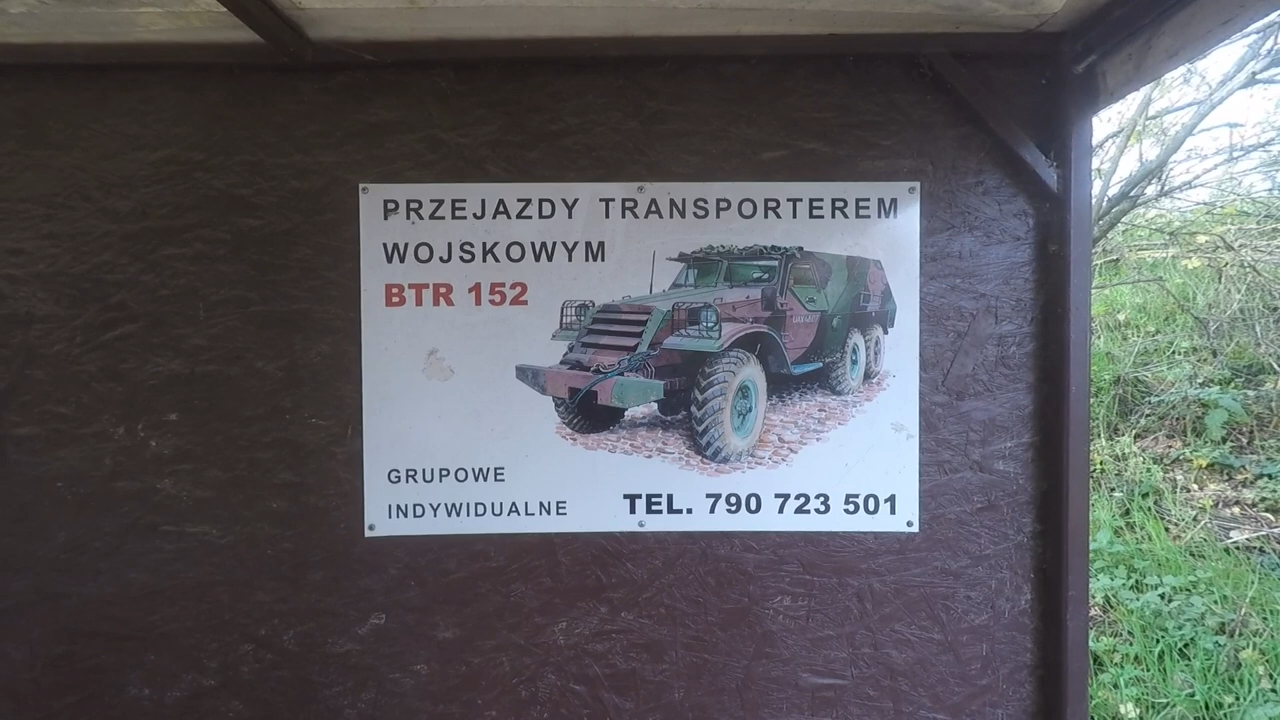 PRZEJAZDY TRANSPORTEREM
WOJSKOWYM
BTR 152
GRUPOWE
INDYWIDUALNE
TEL. 790 723 501